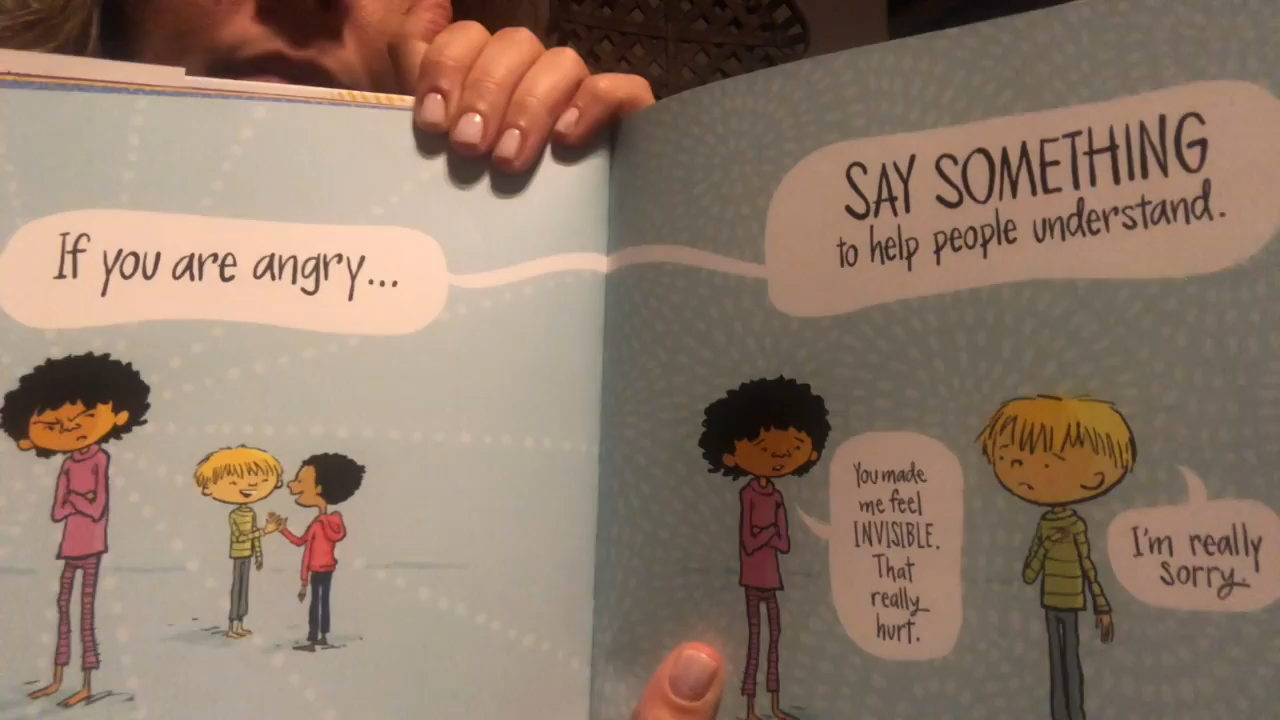 If you are angry...
SAY SOMETHING
to help people understand.
You made
me feel
INVISIBLE.
That
really
hurt.
I'm really
sorry.